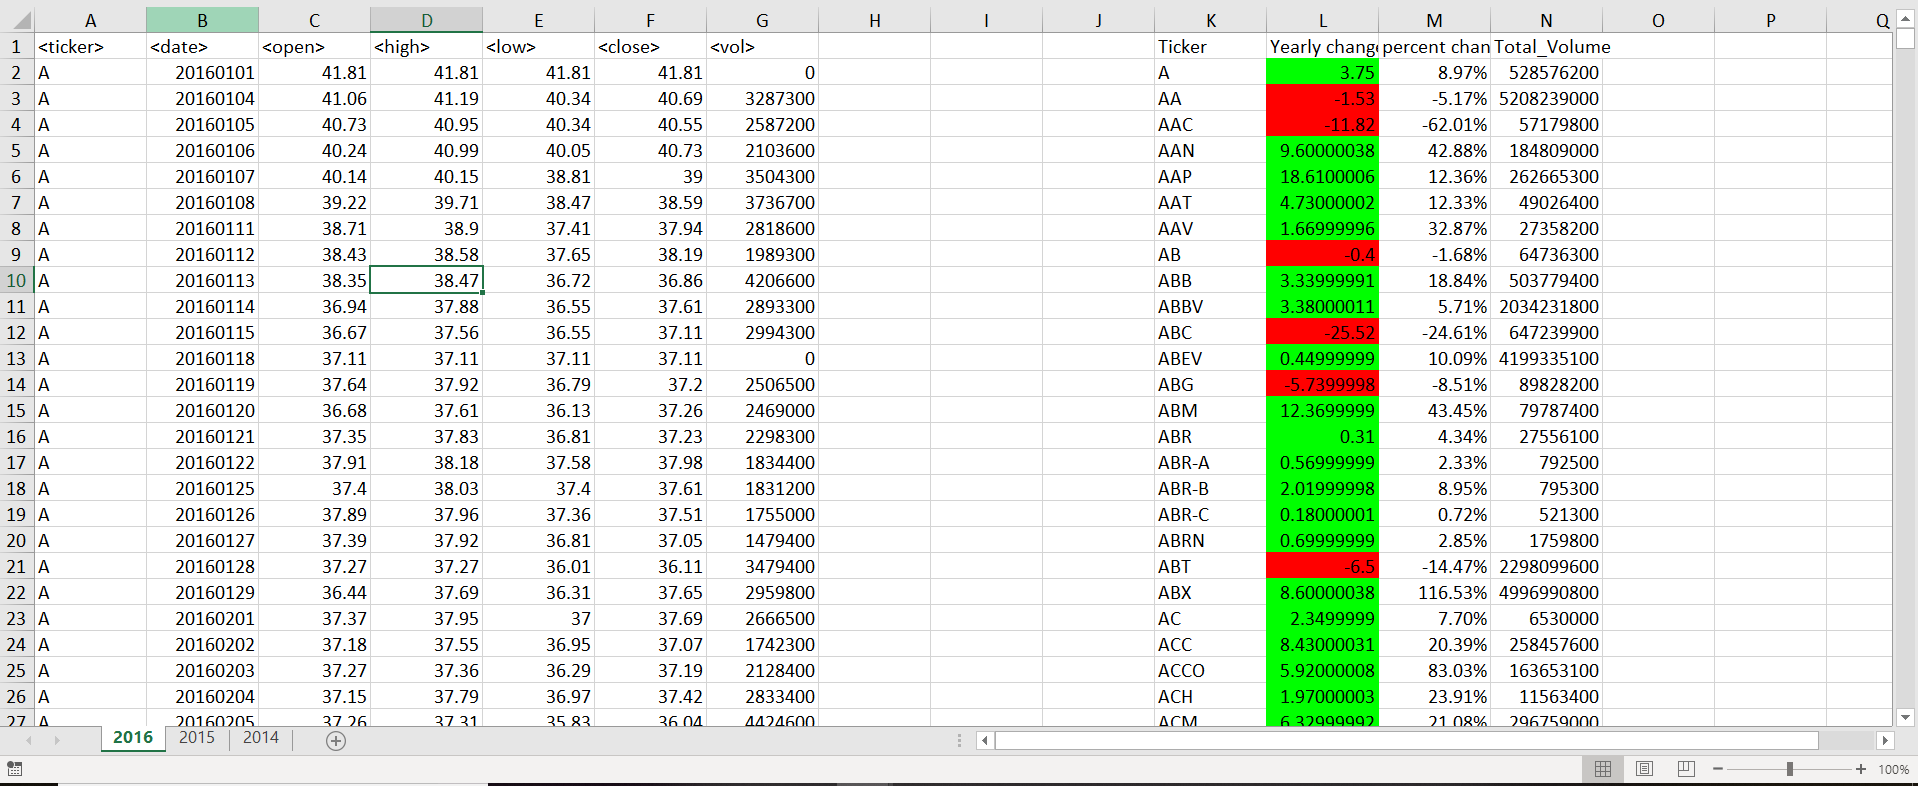 A B C D E F G H I J K L M N O P Q
1 <ticker> <date> <open> <high> <low> <close> <vol> Ticker Yearly chang percent chan Total_Volume
2 A 20160101 41.81 41.81 41.81 41.81 0 A 3.75 8.97% 528576200
3 A 20160104 41.06 41.19 40.34 40.69 3287300 AA -1.53 -5.17% 5208239000
4 A 20160105 40.73 40.95 40.34 40.55 2587200 AAC -11.82 -62.01% 57179800
5 A 20160106 40.24 40.99 40.05 40.73 2103600 AAN 9.60000038 42.88% 184809000
6 A 20160107 40.14 40.15 38.81 39 3504300 AAP 18.6100006 12.36% 262665300
7 A 20160108 39.22 39.71 38.47 38.59 3736700 AAT 4.73000002 12.33% 49026400
8 A 20160111 38.71 38.9 37.41 37.94 2818600 AAV 1.66999996 32.87% 27358200
9 A 20160112 38.43 38.58 37.65 38.19 1989300 AB -0.4 -1.68% 64736300
10 A 20160113 38.35 38.47 36.72 36.86 4206600 ABB 3.33999991 18.84% 503779400
11 A 20160114 36.94 37.88 36.55 37.61 2893300 ABBV 3.38000011 5.71% 2034231800
12 A 20160115 36.67 37.56 36.55 37.11 2994300 ABC -25.52 -24.61% 647239900
13 A 20160118 37.11 37.11 37.11 37.11 0 ABEV 0.44999999 10.09% 4199335100
14 A 20160119 37.64 37.92 36.79 37.2 2506500 ABG -5.7399998 -8.51% 89828200
15 A 20160120 36.68 37.61 36.13 37.26 2469000 ABM 12.3699999 43.45% 79787400
16 A 20160121 37.35 37.83 36.81 37.23 2298300 ABR 0.31 4.34% 27556100
17 A 20160122 37.91 38.18 37.58 37.98 1834400 ABR-A 0.56999999 2.33% 792500
18 A 20160125 37.4 38.03 37.4 37.61 1831200 ABR-B 2.01999998 8.95% 795300
19 A 20160126 37.89 37.96 37.36 37.51 1755000 ABR-C 0.18000001 0.72% 521300
20 A 20160127 37.39 37.92 36.81 37.05 1479400 ABRN 0.69999999 2.85% 1759800
21 A 20160128 37.27 37.27 36.01 36.11 3479400 ABT -6.5 -14.47% 2298099600
22 A 20160129 36.44 37.69 36.31 37.65 2959800 ABX 8.60000038 116.53% 4996990800
23 A 20160201 37.37 37.95 37 37.69 2666500 AC 2.3499999 7.70% 6530000
24 A 20160202 37.18 37.55 36.95 37.07 1742300 ACC 8.43000031 20.39% 258457600
25 A 20160203 37.27 37.36 36.29 37.19 2128400 ACCO 5.92000008 83.03% 163653100
26 A 20160204 37.15 37.79 36.97 37.42 2833400 ACH 1.97000003 23.91% 11563400
27 A 20160205 37.26 37.31 35.83 36.04 4424600 ACM 6.32999992 21.08% 296759000
2016 2015 2014
100%